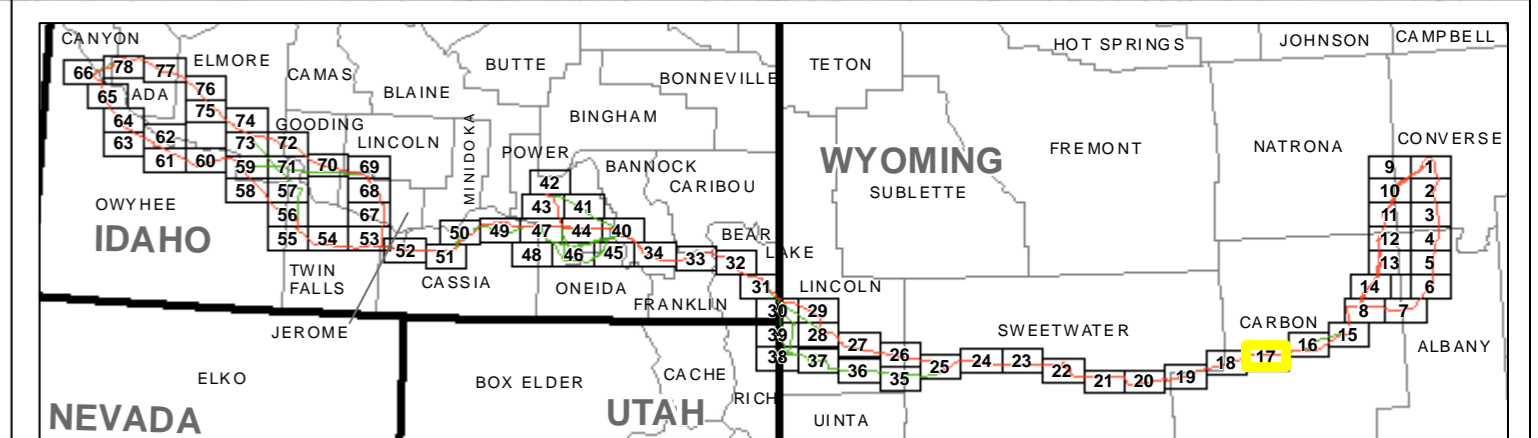 CANYON
ELMORE
CAMAS
BUTTE
BONNEVILLE
TETON
HOT SPRINGS
JOHNSON
CAMPBELL
66
78
77
76
65
ADA
75
BLAINE
BINGHAM
64
62
74
GOODING
63
61
60
73
72
LINCOLN
MINIDOKA
POWER
BANNOCK
CARIBOU
WYOMING
FREMONT
NATRONA
CONVERSE
59
71
70
69
58
57
68
42
SUBLETTE
9
1
10
2
OWYHEE
56
67
43
41
11
3
IDAHO
55
54
53
52
50
49
47
44
40
BEAR
LAKE
12
4
51
48
46
45
34
33
32
13
5
TWIN
FALLS
CASSIA
ONEIDA
31
LINCOLN
14
6
FRANKLIN
30
29
8
7
JEROME
39
28
SWEETWATER
CARBON
15
38
37
27
26
25
24
23
22
21
20
19
18
17
16
ALBANY
36
35
ELKO
BOX ELDER
CACHE
RICH
NEVADA
UTAH
UINTA